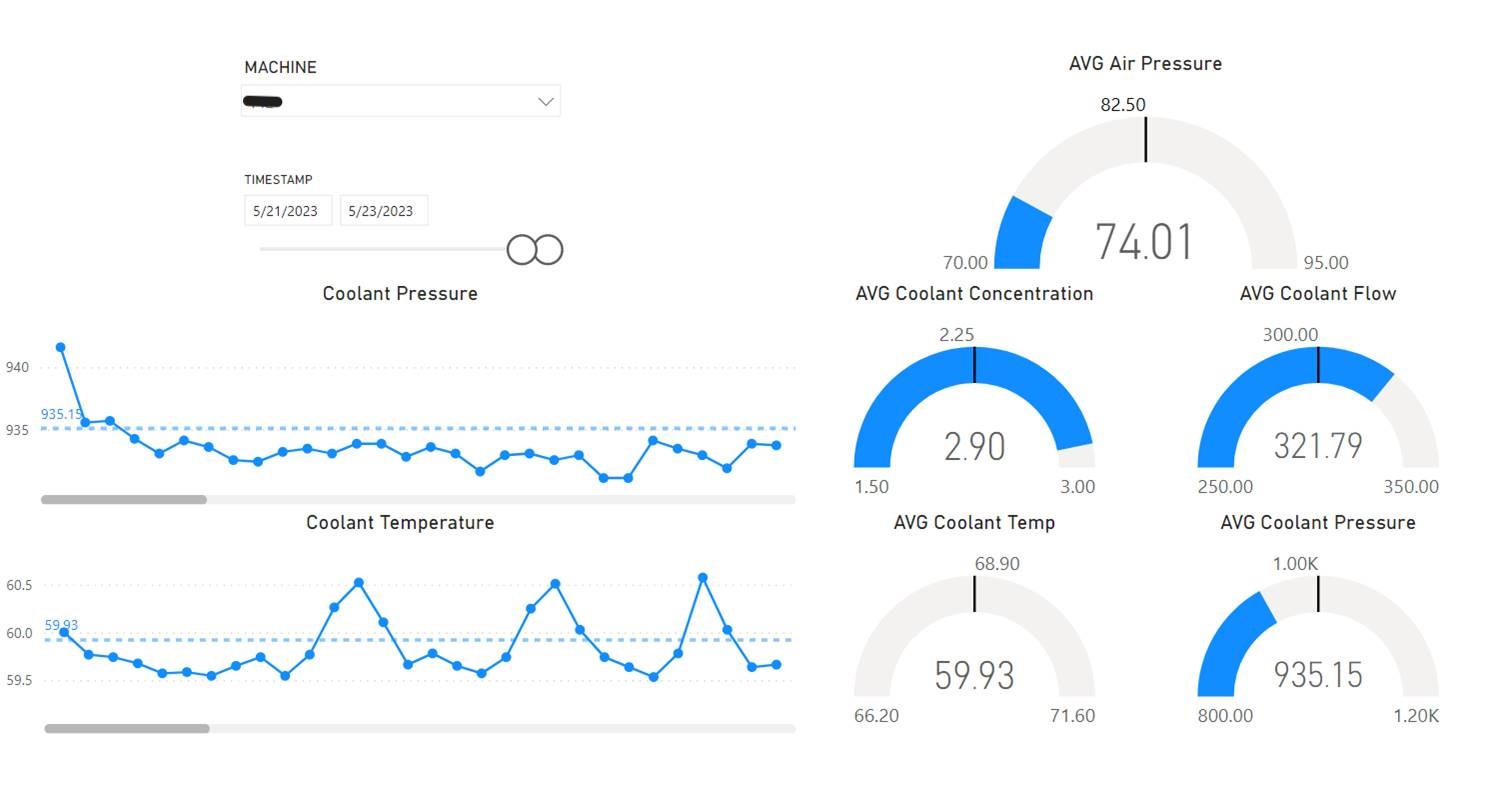 MACHINE
TIMESTAMP
5/21/2023 5/23/2023
Coolant Pressure
940
935.15
935
Coolant Temperature
60.5
59.93
60.0
59.5
AVG Air Pressure
82.50
74.01
70.00 95.00
AVG Coolant Concentration
2.25
2.90
1.50 3.00
AVG Coolant Flow
300.00
321.79
250.00 350.00
AVG Coolant Temp
68.90
59.93
66.20 71.60
AVG Coolant Pressure
1.00K
935.15
800.00 1.20K